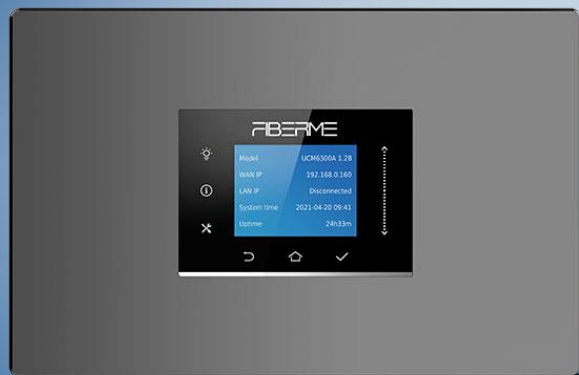 FIBERME
Model UCM6300A 1.2B
WAN IP 192.168.0.160
LAN IP Disconnected
System time 2021-04-20 09:41
Uptime 24h33m